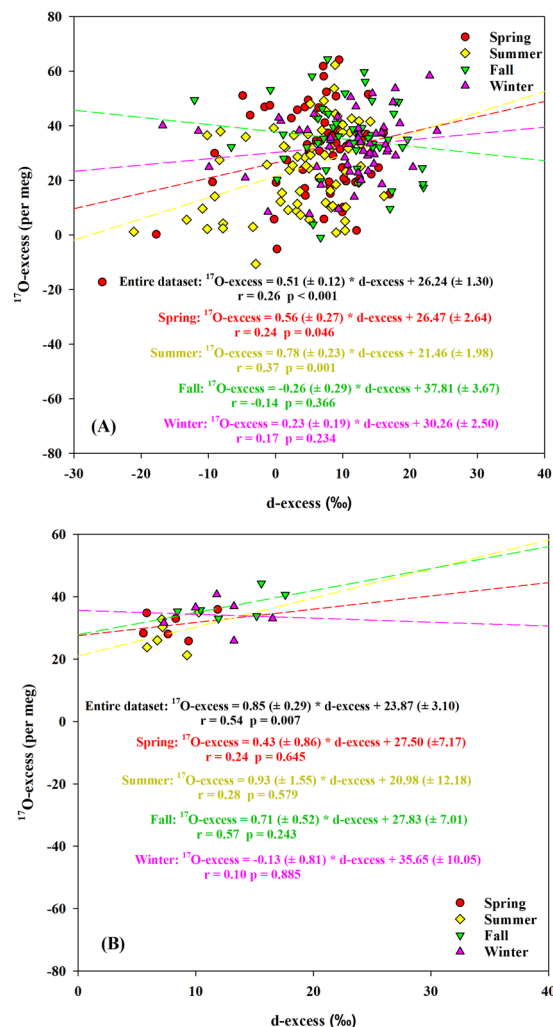 80
60
40
20
0
-20
-40
-60
-80
¹⁷O-excess (per meg)
Spring
Summer
Fall
Winter
Entire dataset: ¹⁷O-excess = 0.51 (± 0.12) * d-excess + 26.24 (± 1.30)
r = 0.26 p < 0.001
Spring: ¹⁷O-excess = 0.56 (± 0.27) * d-excess + 26.47 (± 2.64)
r = 0.24 p = 0.046
Summer: ¹⁷O-excess = 0.78 (± 0.23) * d-excess + 21.46 (± 1.98)
r = 0.37 p = 0.001
Fall: ¹⁷O-excess = -0.26 (± 0.29) * d-excess + 37.81 (± 3.67)
r = -0.14 p = 0.366
Winter: ¹⁷O-excess = 0.23 (± 0.19) * d-excess + 30.26 (± 2.50)
r = 0.17 p = 0.234
(A)
-30 -20 -10 0 10 20 30 40
d-excess (‰)
60
40
20
0
-20
-40
-60
-80
¹⁷O-excess (per meg)
Entire dataset: ¹⁷O-excess = 0.85 (± 0.29) * d-excess + 23.87 (± 3.10)
r = 0.54 p = 0.007
Spring: ¹⁷O-excess = 0.43 (± 0.86) * d-excess + 27.50 (±7.17)
r = 0.24 p = 0.645
Summer: ¹⁷O-excess = 0.93 (± 1.55) * d-excess + 20.98 (± 12.18)
r = 0.28 p = 0.579
Fall: ¹⁷O-excess = 0.71 (± 0.52) * d-excess + 27.83 (± 7.01)
r = 0.57 p = 0.243
Winter: ¹⁷O-excess = -0.13 (± 0.81) * d-excess + 35.65 (± 10.05)
r = 0.10 p = 0.885
Spring
Summer
Fall
Winter
(B)
0 10 20 30 40
d-excess (‰)